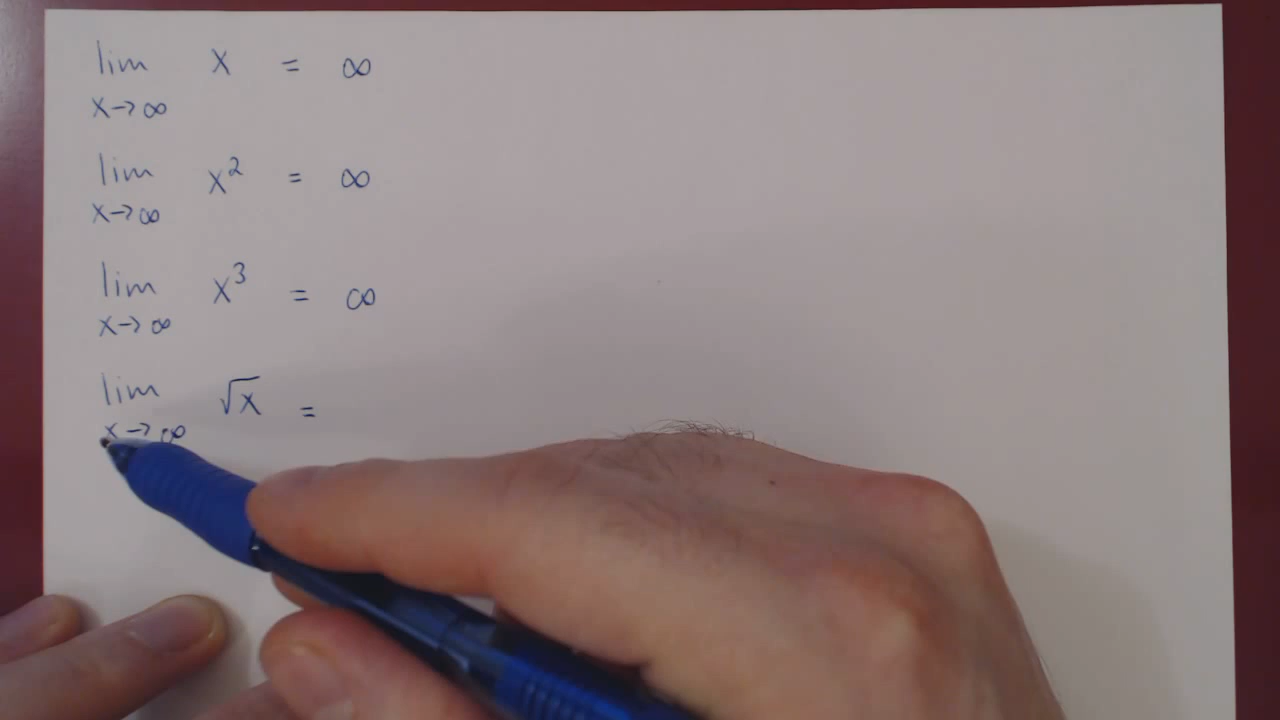 lim x = ∞
x→∞
lim x² = ∞
x→∞
lim x³ = ∞
x→∞
lim √x =
x→∞